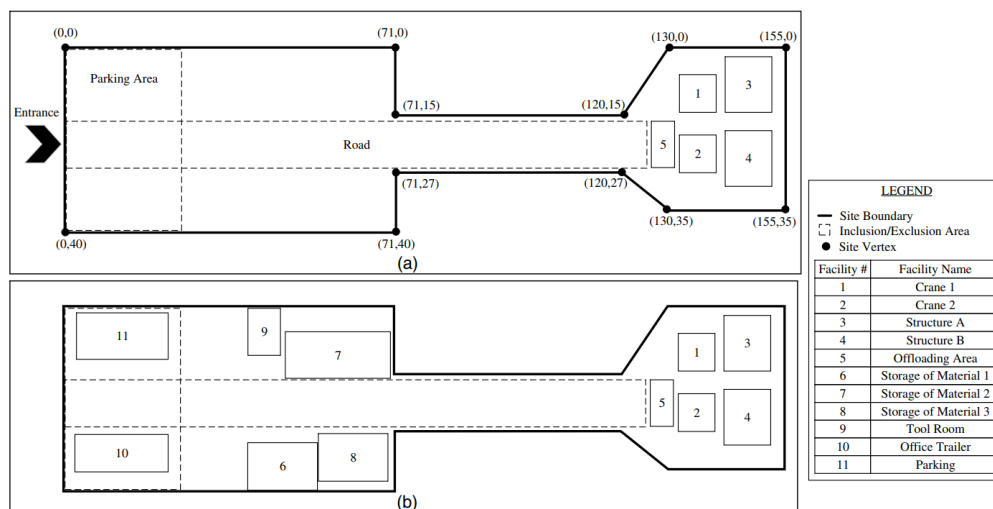 (0,0)
(71,0)
(130,0)
(155,0)
Parking Area
1
3
Entrance
(71,15)
(120,15)
Road
5
2
4
(71,27)
(120,27)
(130,35)
(155,35)
(0,40)
(71,40)
(a)
11
9
7
1
3
5
2
4
10
6
8
(b)
LEGEND
Site Boundary
Inclusion/Exclusion Area
Site Vertex
Facility # Facility Name
1 Crane 1
2 Crane 2
3 Structure A
4 Structure B
5 Offloading Area
6 Storage of Material 1
7 Storage of Material 2
8 Storage of Material 3
9 Tool Room
10 Office Trailer
11 Parking